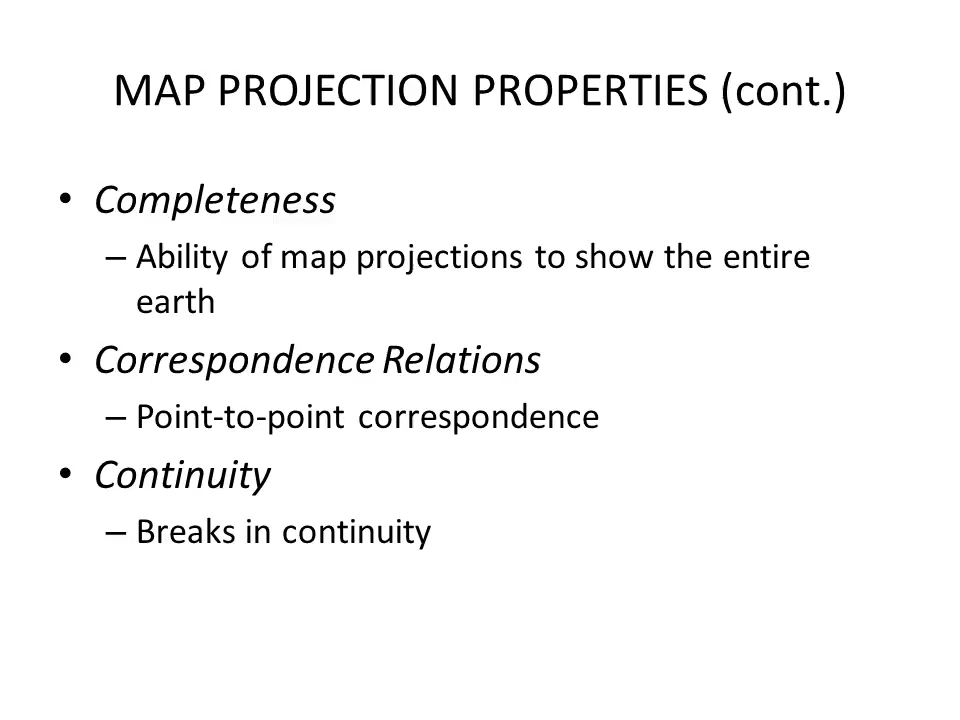 MAP PROJECTION PROPERTIES (cont.)
• Completeness
– Ability of map projections to show the entire
earth
• Correspondence Relations
– Point-to-point correspondence
• Continuity
– Breaks in continuity